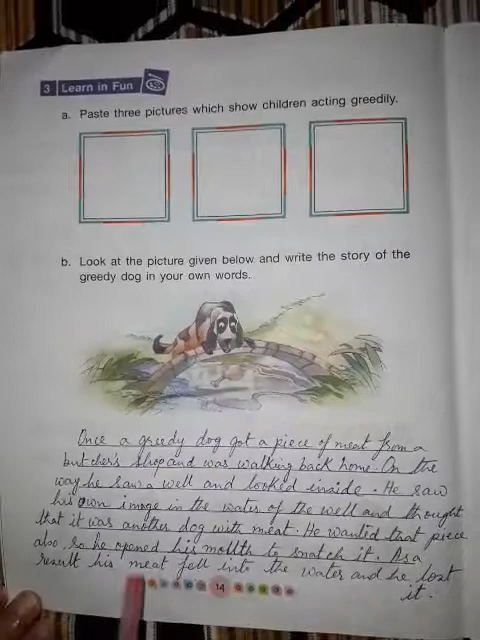 3 Learn in Fun
a. Paste three pictures which show children acting greedily.
b. Look at the picture given below and write the story of the
greedy dog in your own words.
Once a greedy dog got a piece of meat from a
butcher's shop and was walking back home. On the
way he saw a well and looked inside. He saw
his own image in the water of the well and thought
that it was another dog with meat. He wanted that piece
also so he opened his mouth to snatch it. As a
result his meat fell into the water and he lost
it.
14